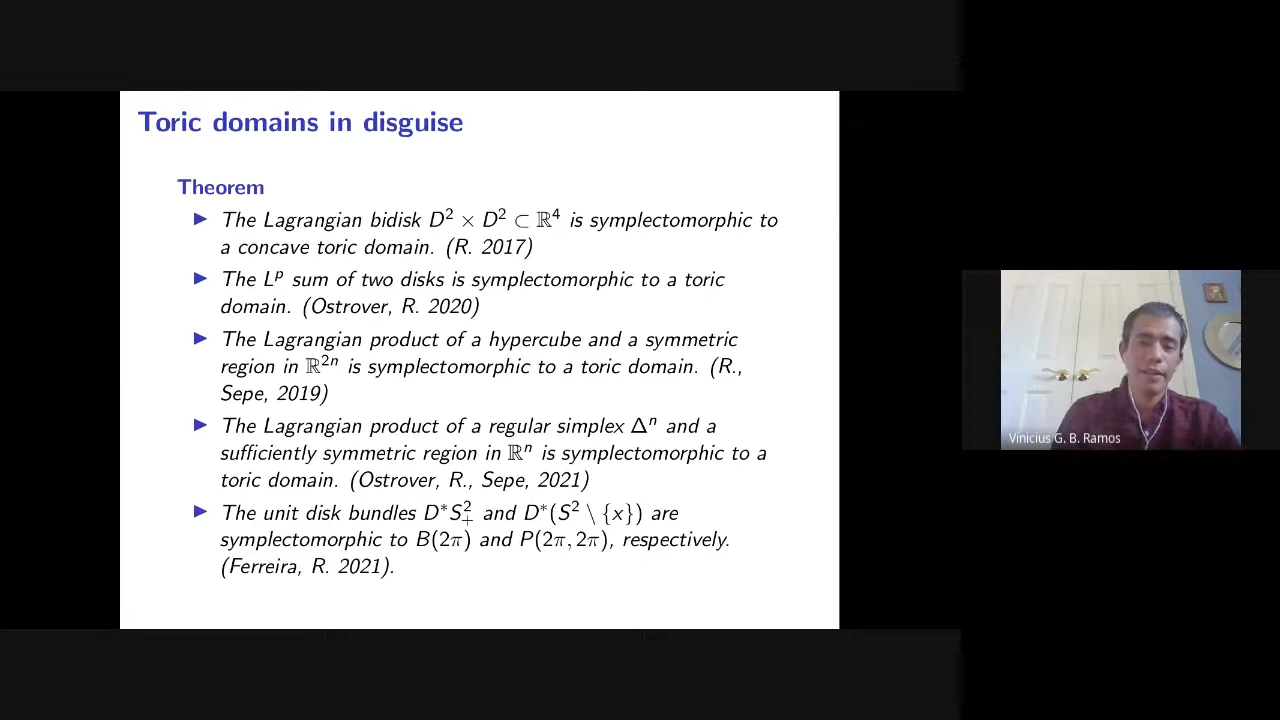 Toric domains in disguise
Theorem
▶ The Lagrangian bidisk D² × D² ⊂ ℝ⁴ is symplectomorphic to
a concave toric domain. (R. 2017)
▶ The Lᵖ sum of two disks is symplectomorphic to a toric
domain. (Ostrover, R. 2020)
▶ The Lagrangian product of a hypercube and a symmetric
region in ℝ²ⁿ is symplectomorphic to a toric domain. (R.,
Sepe, 2019)
▶ The Lagrangian product of a regular simplex Δⁿ and a
sufficiently symmetric region in ℝⁿ is symplectomorphic to a
toric domain. (Ostrover, R., Sepe, 2021)
▶ The unit disk bundles D*S²₊ and D*(S² \ {x}) are
symplectomorphic to B(2π) and P(2π, 2π), respectively.
(Ferreira, R. 2021).
Vinicius G. B. Ramos